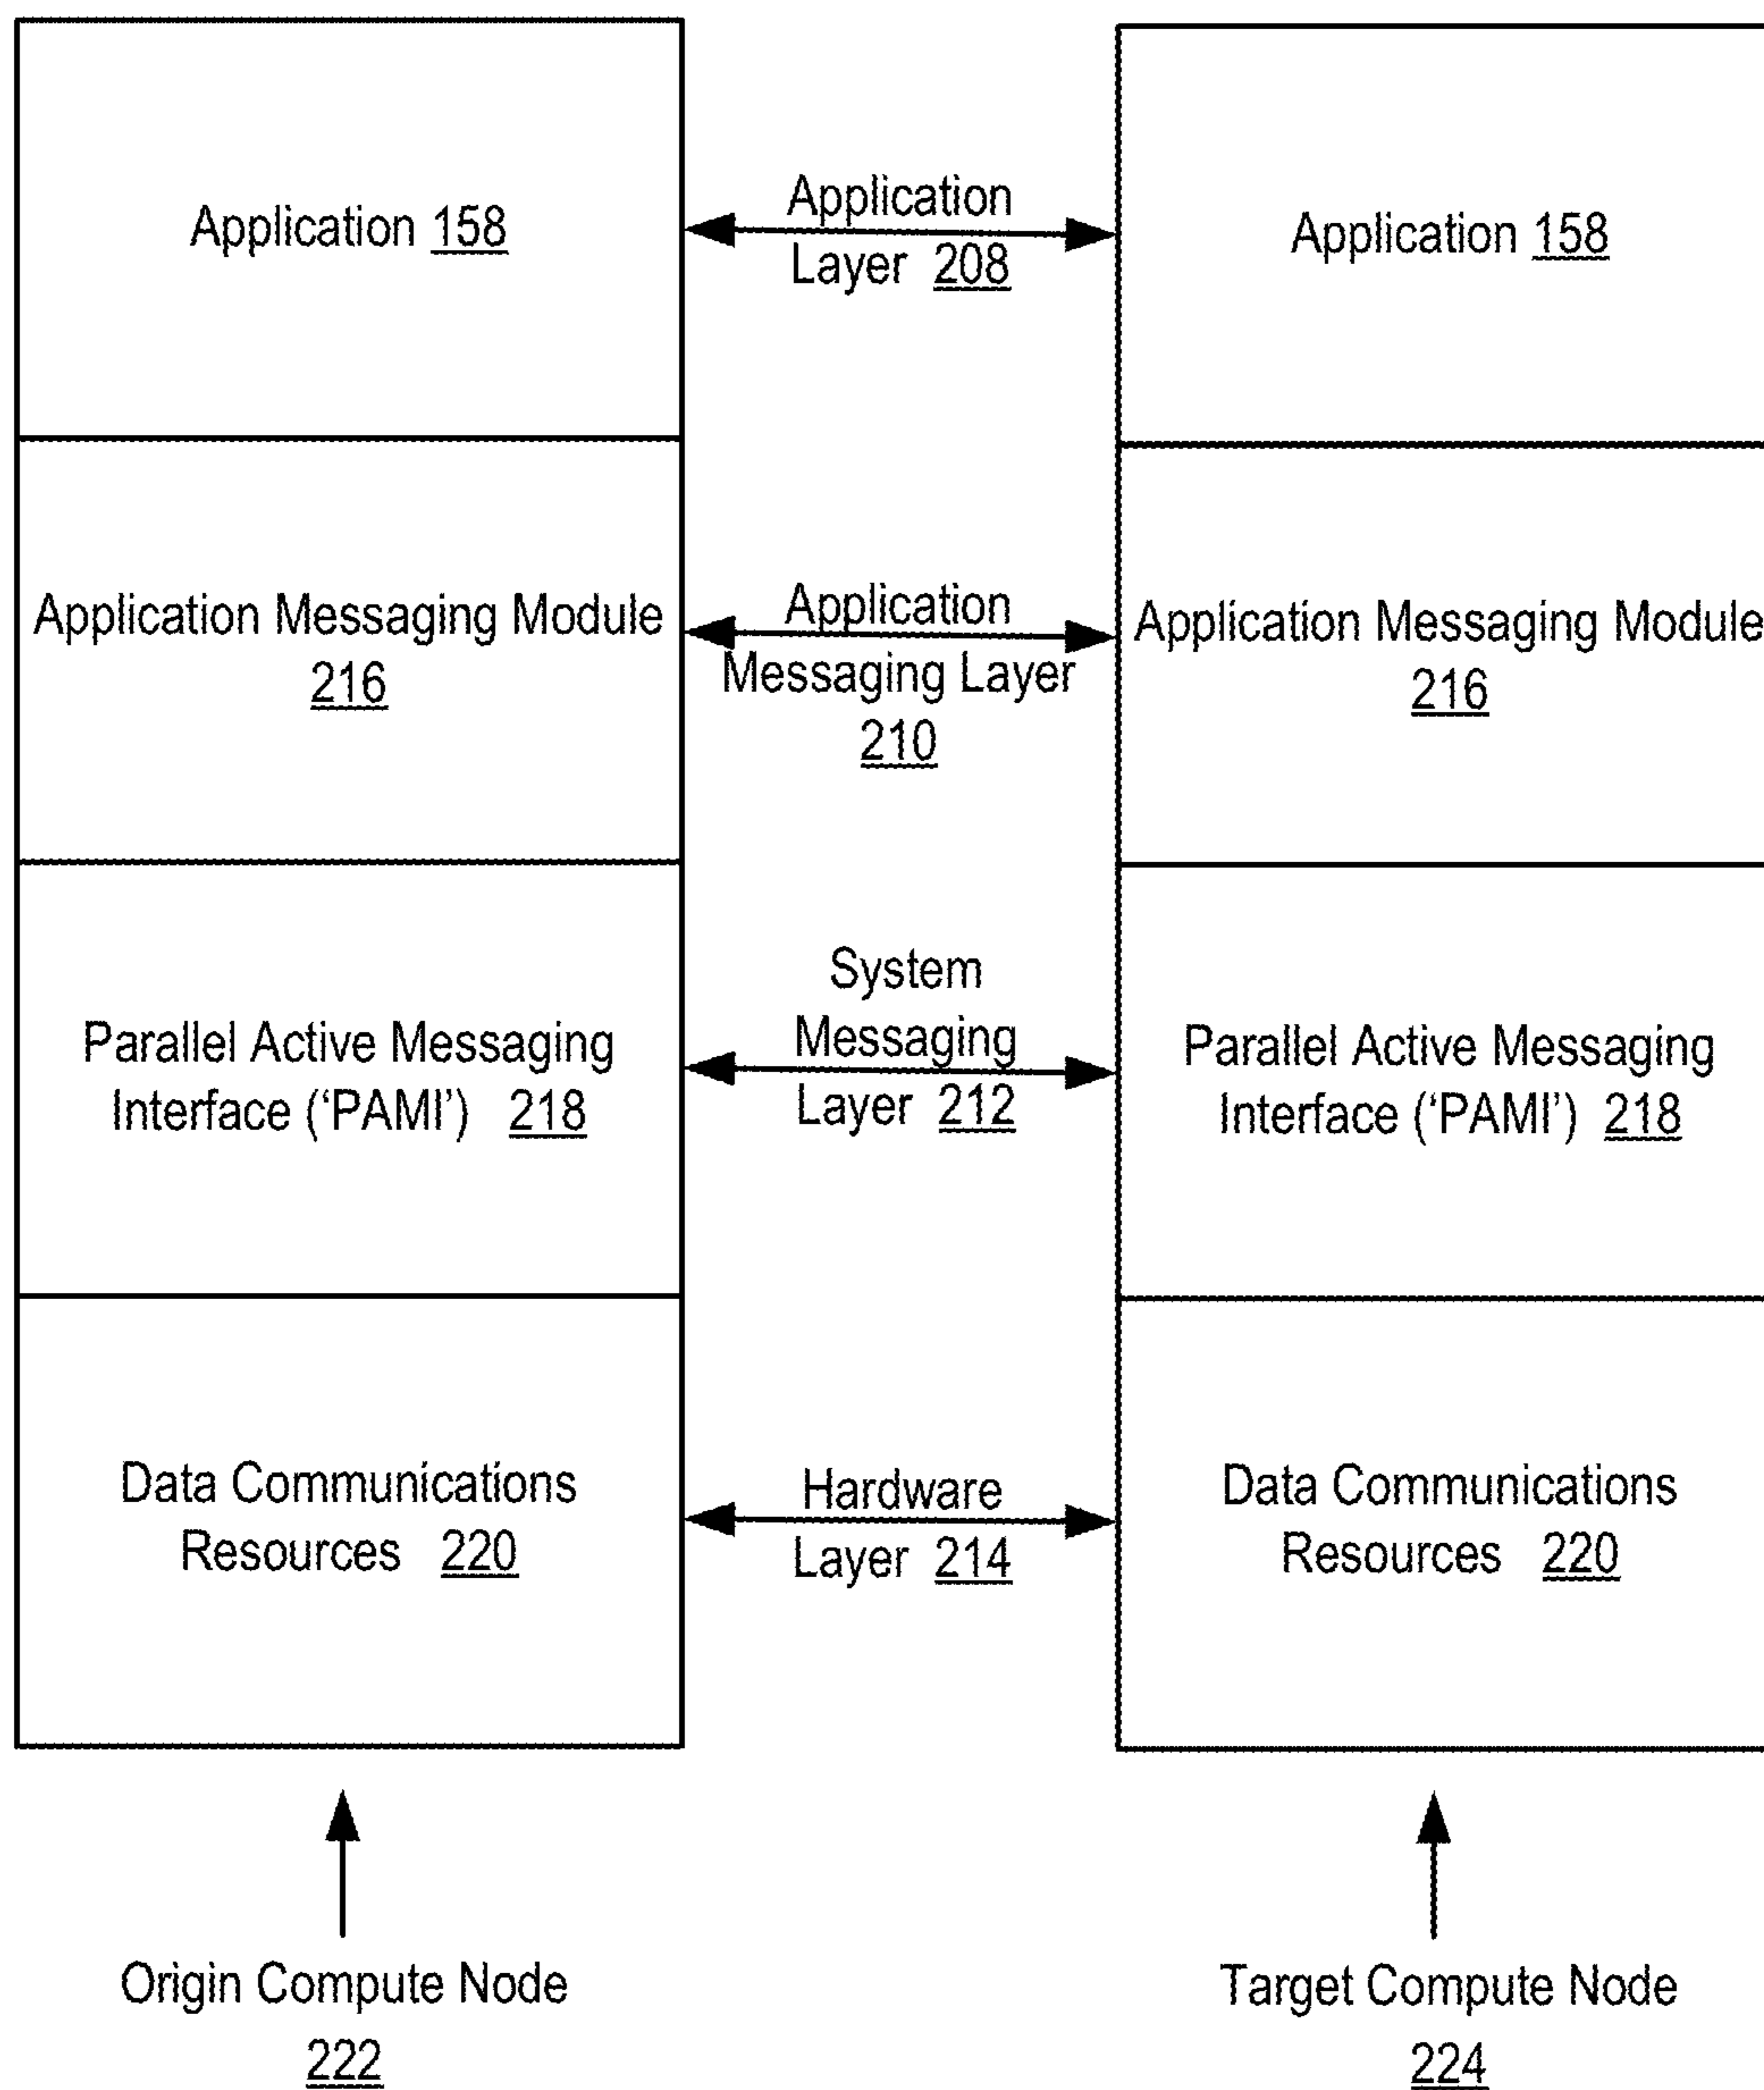 Application 158
Application
Layer 208
Application 158
Application Messaging Module
216
Application
Messaging Layer
210
Application Messaging Module
216
Parallel Active Messaging
Interface (‘PAMI’) 218
System
Messaging
Layer 212
Parallel Active Messaging
Interface (‘PAMI’) 218
Data Communications
Resources 220
Hardware
Layer 214
Data Communications
Resources 220
Origin Compute Node
222
Target Compute Node
224